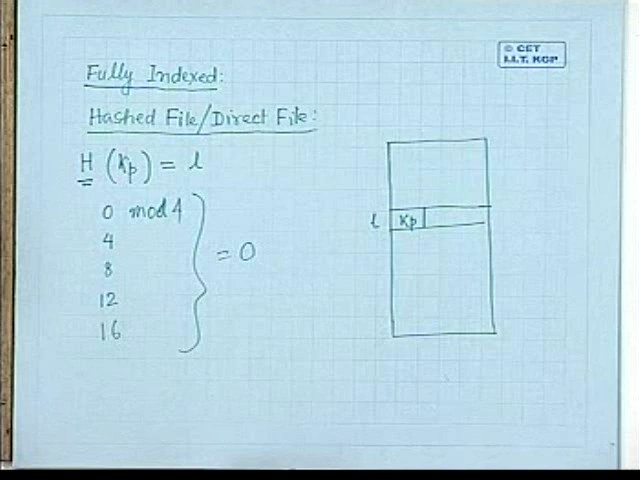 © CET
I.I.T. KGP
Fully Indexed:
Hashed File/Direct File:
H (Kp) = l
0 mod 4
4
8
12
16
= 0
l Kp